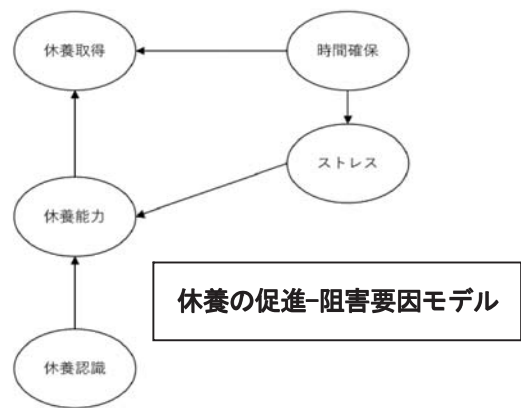 休養取得
時間確保
ストレス
休養能力
休養の促進-阻害要因モデル
休養認識